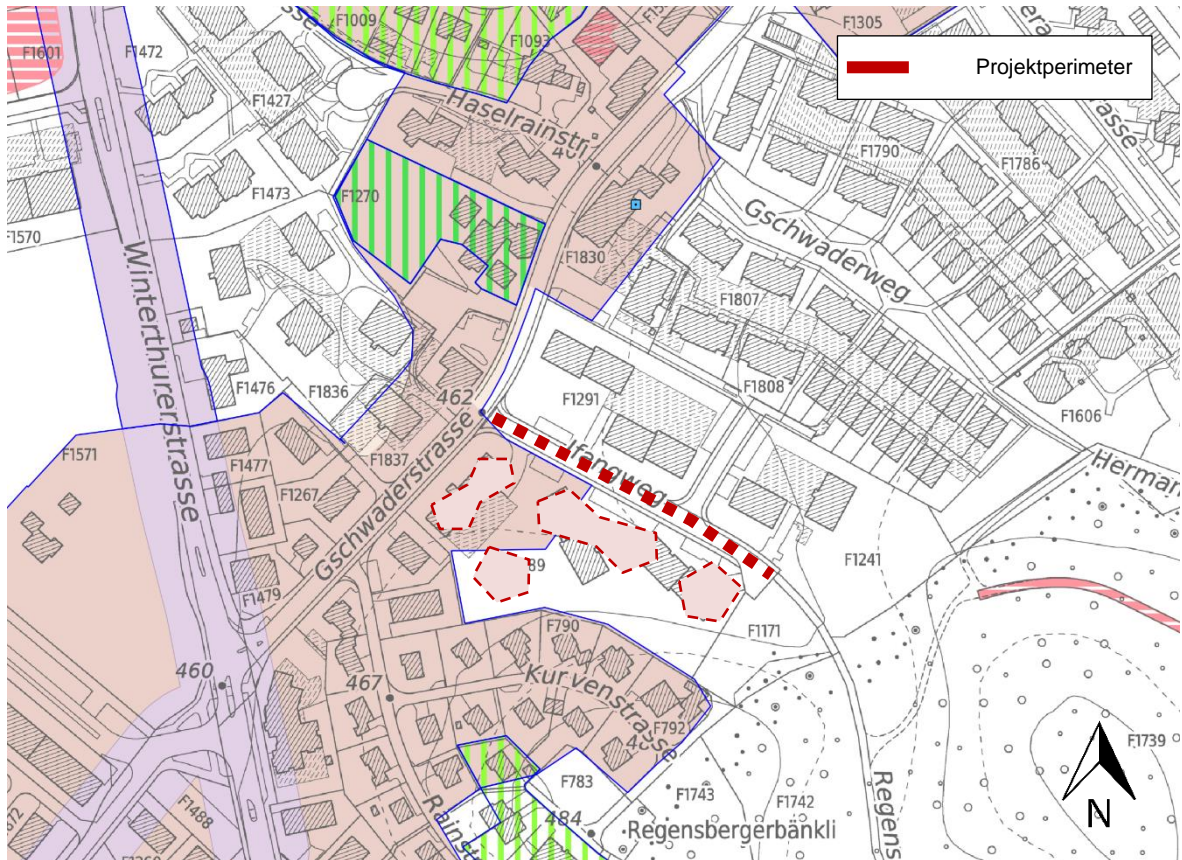 F1009
F1093
F1305
F1601
F1472
Projektperimeter
F1427
Haselrainstr
F1790
F1786
F1473
F1270
Gschwaderweg
F1570
F1830
Winterthurerstrasse
F1807
F1476
F1836
462
F1291
F1808
F1606
F1571
F1477
F1837
F1267
Ifangweg
Herman
Gschwaderstrasse
F1241
F1479
F790
F1171
460
467
Kurvenstrasse
F792
F1739
F783
F1743
F1742
F1488
Rainst
484
Regensbergerbänkli
Regens
N